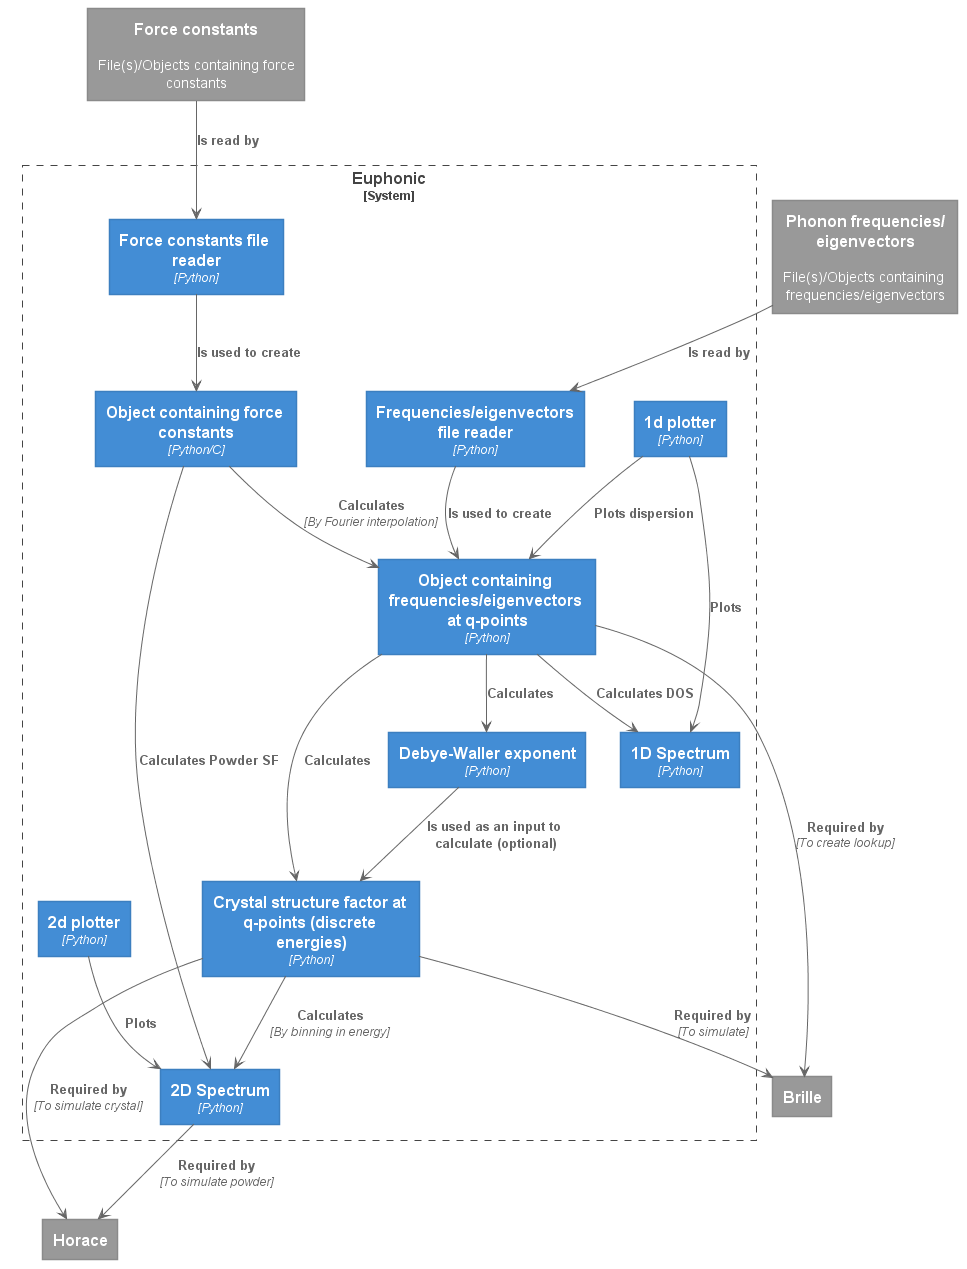 Force constants
File(s)/Objects containing force
constants
Is read by
Euphonic
[System]
Phonon frequencies/
eigenvectors
File(s)/Objects containing
frequencies/eigenvectors
Force constants file
reader
[Python]
Is used to create
Is read by
Object containing force
constants
[Python/C]
Frequencies/eigenvectors
file reader
[Python]
1d plotter
[Python]
Calculates
[By Fourier interpolation]
Is used to create
Plots dispersion
Object containing
frequencies/eigenvectors
at q-points
[Python]
Plots
Calculates
Calculates DOS
Calculates Powder SF
Calculates
Debye-Waller exponent
[Python]
1D Spectrum
[Python]
Is used as an input to
calculate (optional)
Required by
[To create lookup]
Crystal structure factor at
q-points (discrete
energies)
[Python]
2d plotter
[Python]
Plots
Calculates
[By binning in energy]
Required by
[To simulate]
Required by
[To simulate crystal]
2D Spectrum
[Python]
Brille
Required by
[To simulate powder]
Horace